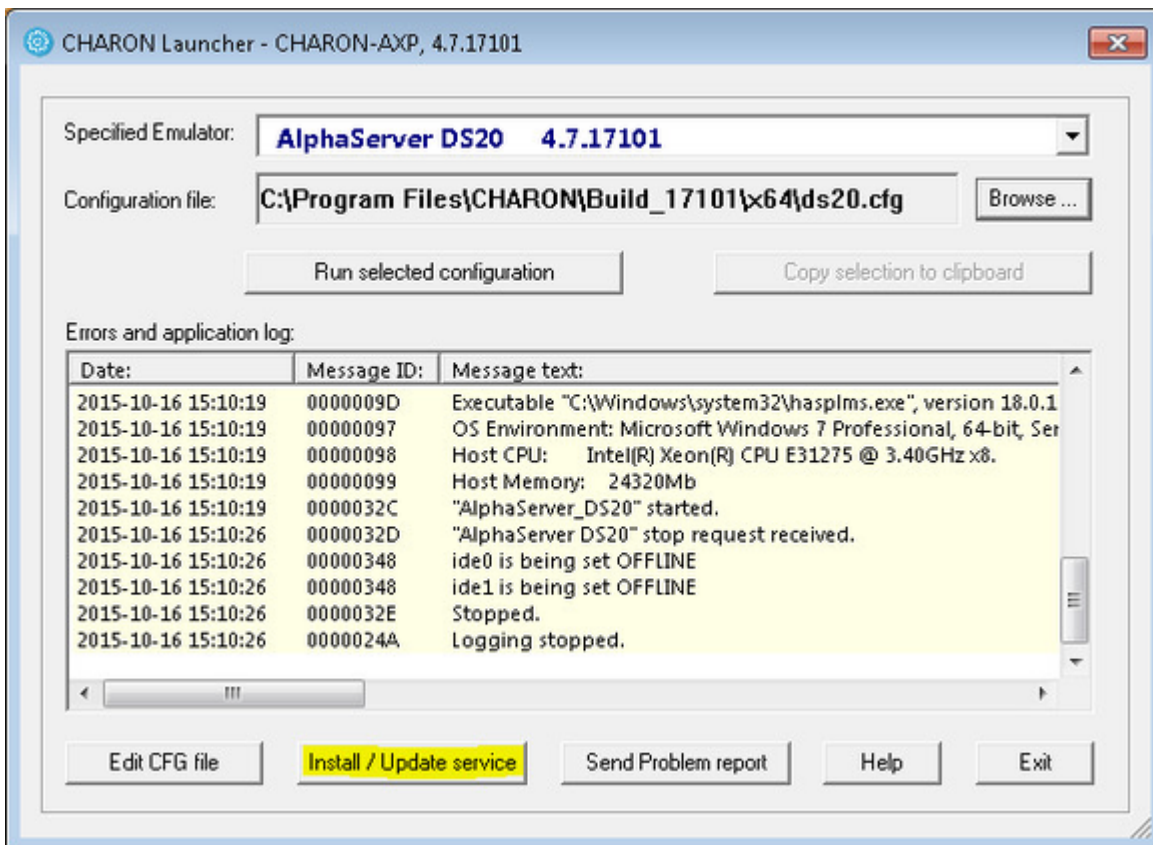 CHARON Launcher - CHARON-AXP, 4.7.17101
Specified Emulator: AlphaServer DS20 4.7.17101
Configuration file: C:\Program Files\CHARON\Build_17101\x64\ds20.cfg Browse ...
Run selected configuration Copy selection to clipboard
Errors and application log:
Date: Message ID: Message text:
2015-10-16 15:10:19 0000009D Executable "C:\Windows\system32\hasplms.exe", version 18.0.1
2015-10-16 15:10:19 00000097 OS Environment: Microsoft Windows 7 Professional, 64-bit, Ser
2015-10-16 15:10:19 00000098 Host CPU: Intel(R) Xeon(R) CPU E31275 @ 3.40GHz x8.
2015-10-16 15:10:19 00000099 Host Memory: 24320Mb
2015-10-16 15:10:19 0000032C "AlphaServer_DS20" started.
2015-10-16 15:10:26 0000032D "AlphaServer DS20" stop request received.
2015-10-16 15:10:26 00000348 ide0 is being set OFFLINE
2015-10-16 15:10:26 00000348 ide1 is being set OFFLINE
2015-10-16 15:10:26 0000032E Stopped.
2015-10-16 15:10:26 0000024A Logging stopped.
Edit CFG file Install / Update service Send Problem report Help Exit